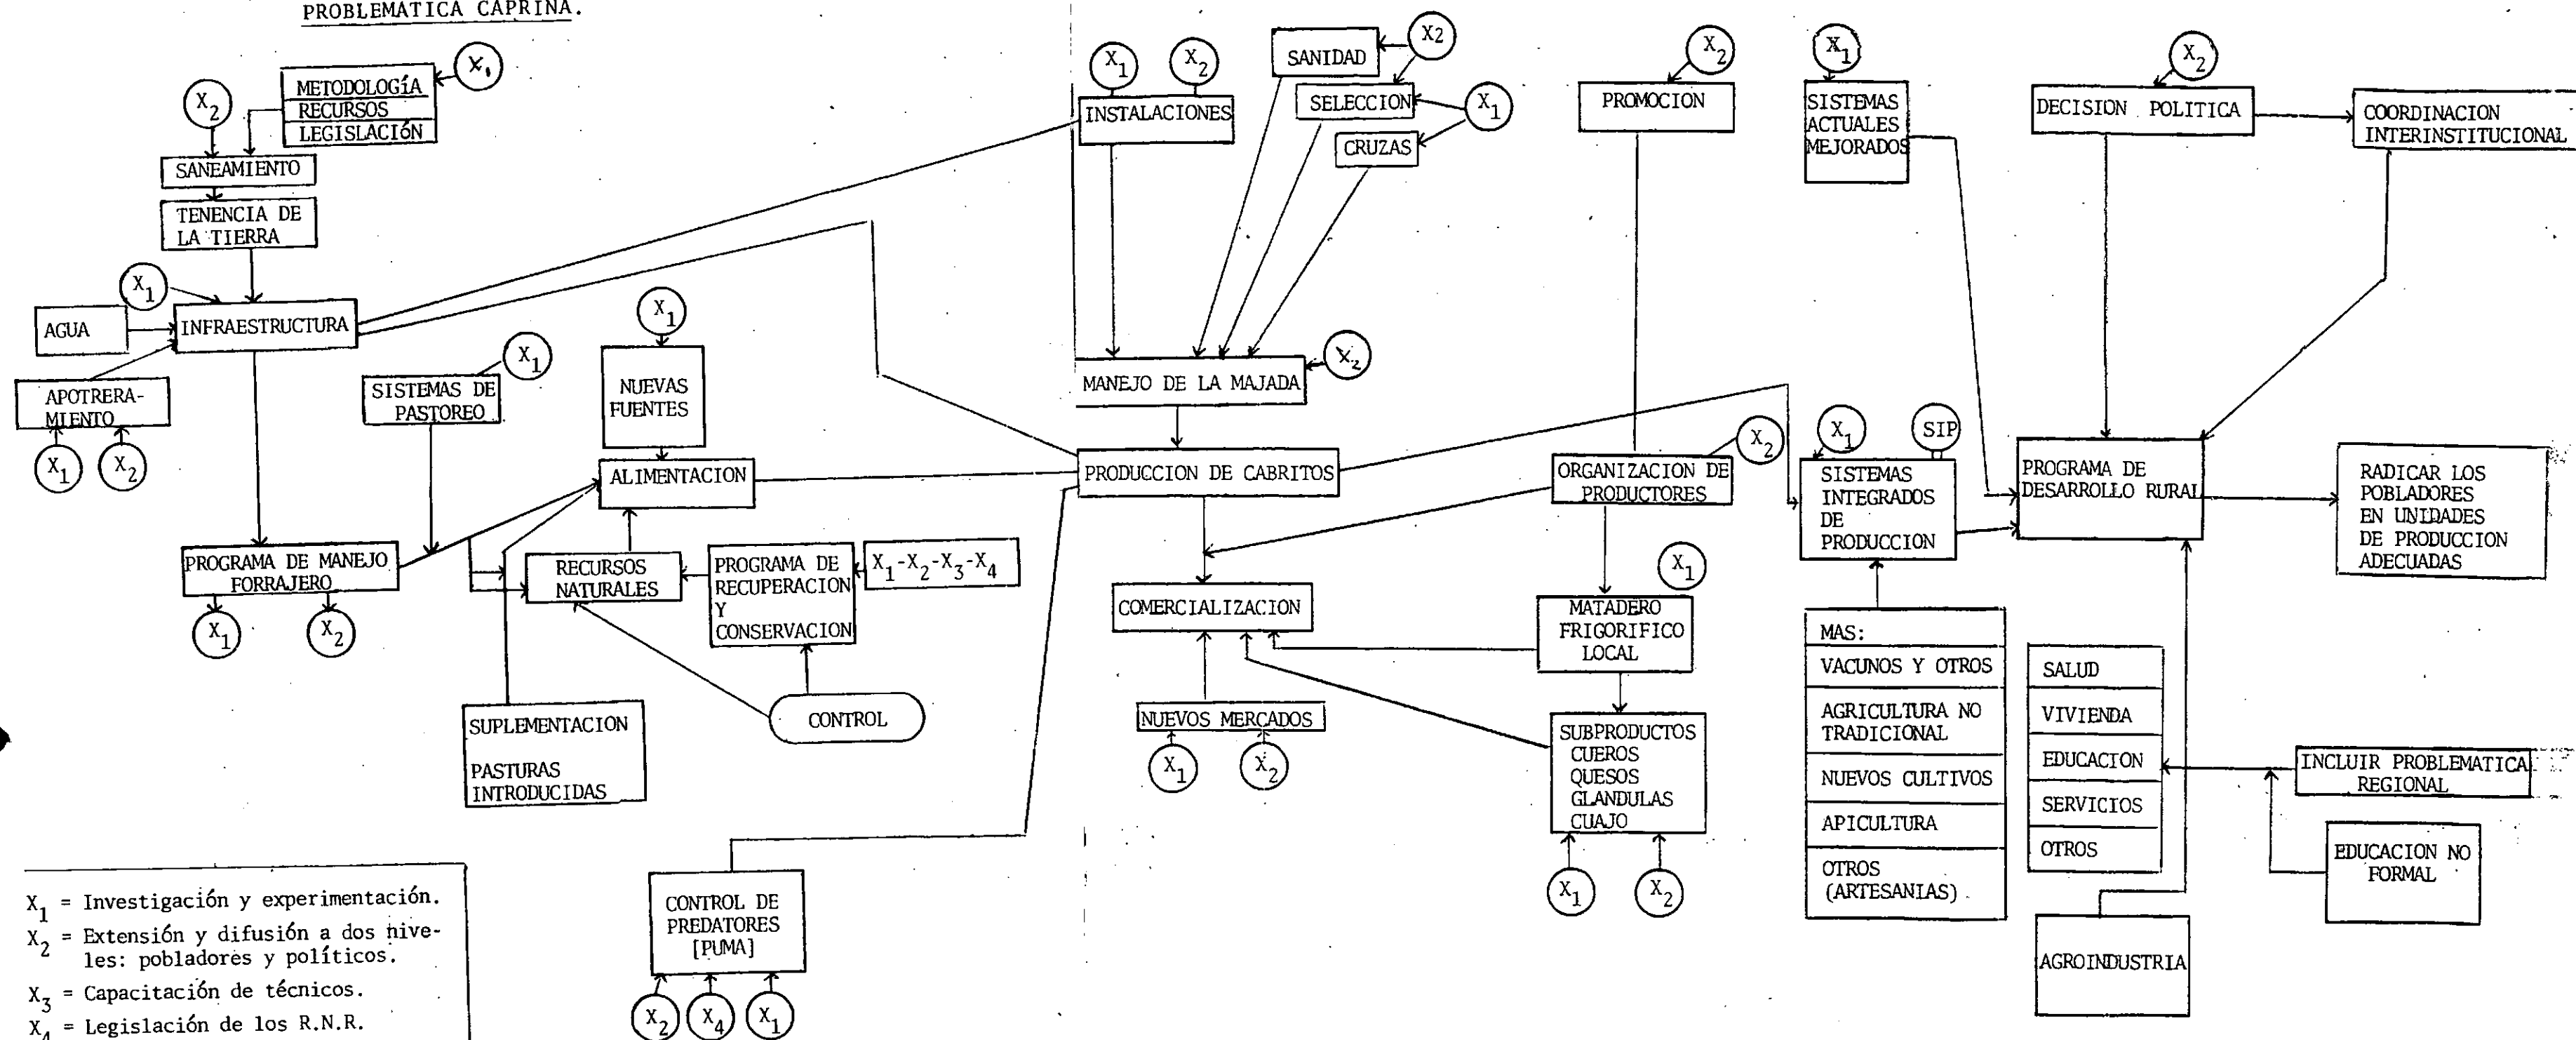 PROBLEMATICA CAPRINA.
X1
METODOLOGíA
RECURSOS
LEGISLACIóN
X2
SANEAMIENTO
TENENCIA DE
LA TIERRA
X1
AGUA
INFRAESTRUCTURA
APOTRERA-
MIENTO
X1
X2
SISTEMAS DE
PASTOREO
X1
X1
NUEVAS
FUENTES
ALIMENTACION
PROGRAMA DE MANEJO
FORRAJERO
X1
X2
RECURSOS
NATURALES
PROGRAMA DE
RECUPERACION
Y
CONSERVACION
X1-X2-X3-X4
CONTROL
SUPLEMENTACION
PASTURAS
INTRODUCIDAS
CONTROL DE
PREDATORES
[PUMA]
X2
X4
X1
X1 = Investigación y experimentación.
X2 = Extensión y difusión a dos nive-
les: pobladores y políticos.
X3 = Capacitación de técnicos.
X4 = Legislación de los R.N.R.
X1
X2
INSTALACIONES
SANIDAD
X2
SELECCION
X1
CRUZAS
MANEJO DE LA MAJADA
X2
PRODUCCION DE CABRITOS
COMERCIALIZACION
NUEVOS MERCADOS
X1
X2
X2
PROMOCION
X2
ORGANIZACION DE
PRODUCTORES
X1
MATADERO
FRIGORIFICO
LOCAL
SUBPRODUCTOS
CUEROS
QUESOS
GLANDULAS
CUAJO
X1
X2
X1
SISTEMAS
ACTUALES
MEJORADOS
X1
SIP
SISTEMAS
INTEGRADOS
DE
PRODUCCION
MAS:
VACUNOS Y OTROS
AGRICULTURA NO
TRADICIONAL
NUEVOS CULTIVOS
APICULTURA
OTROS
(ARTESANIAS)
X2
DECISION POLITICA
COORDINACION
INTERINSTITUCIONAL
PROGRAMA DE
DESARROLLO RURAL
RADICAR LOS
POBLADORES
EN UNIDADES
DE PRODUCCION
ADECUADAS
SALUD
VIVIENDA
EDUCACION
SERVICIOS
OTROS
INCLUIR PROBLEMATICA
REGIONAL
EDUCACION NO
FORMAL
AGROINDUSTRIA